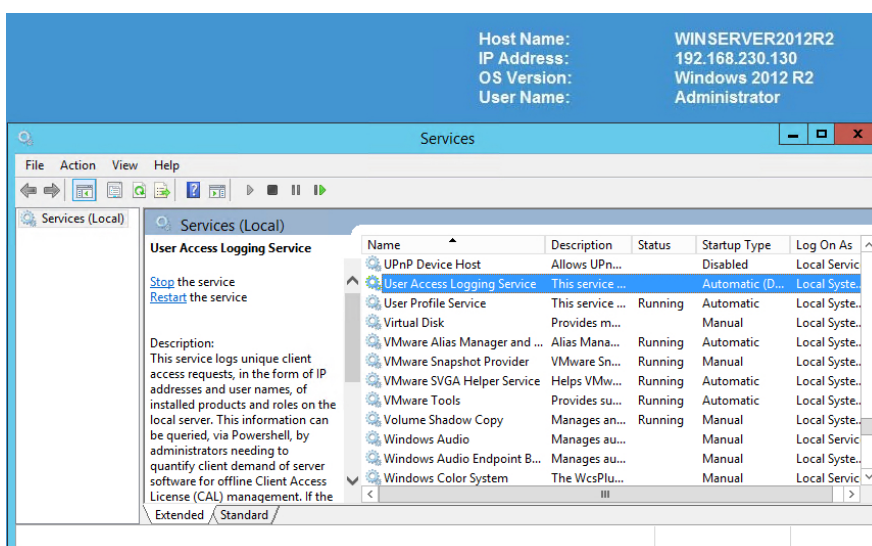 Host Name: WINSERVER2012R2
IP Address: 192.168.230.130
OS Version: Windows 2012 R2
User Name: Administrator
Services
File Action View Help
Services (Local)
Services (Local)
User Access Logging Service
Stop the service
Restart the service
Description:
This service logs unique client
access requests, in the form of IP
addresses and user names, of
installed products and roles on the
local server. This information can
be queried, via Powershell, by
administrators needing to
quantify client demand of server
software for offline Client Access
License (CAL) management. If the
Name Description Status Startup Type Log On As
UPnP Device Host Allows UPn... Disabled Local Servic
User Access Logging Service This service ... Automatic (D... Local Syste..
User Profile Service This service ... Running Automatic Local Syste..
Virtual Disk Provides m... Manual Local Syste..
VMware Alias Manager and ... Alias Mana... Running Automatic Local Syste..
VMware Snapshot Provider VMware Sn... Running Manual Local Syste..
VMware SVGA Helper Service Helps VMw... Running Automatic Local Syste..
VMware Tools Provides su... Running Automatic Local Syste..
Volume Shadow Copy Manages an... Running Manual Local Syste..
Windows Audio Manages au... Manual Local Servic
Windows Audio Endpoint B... Manages au... Manual Local Syste..
Windows Color System The WcsPlu... Manual Local Servic
Extended Standard